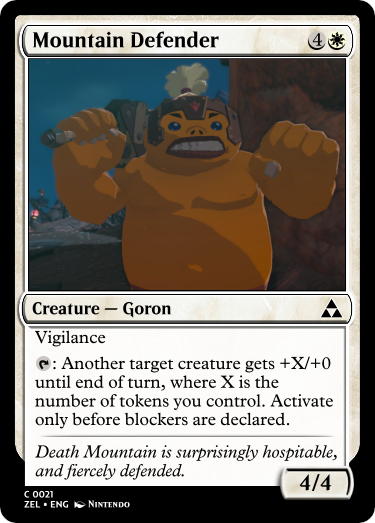 Mountain Defender 4
Creature — Goron
Vigilance
: Another target creature gets +X/+0
until end of turn, where X is the
number of tokens you control. Activate
only before blockers are declared.
Death Mountain is surprisingly hospitable,
and fiercely defended.
4/4
C 0021
ZEL • ENG Nintendo